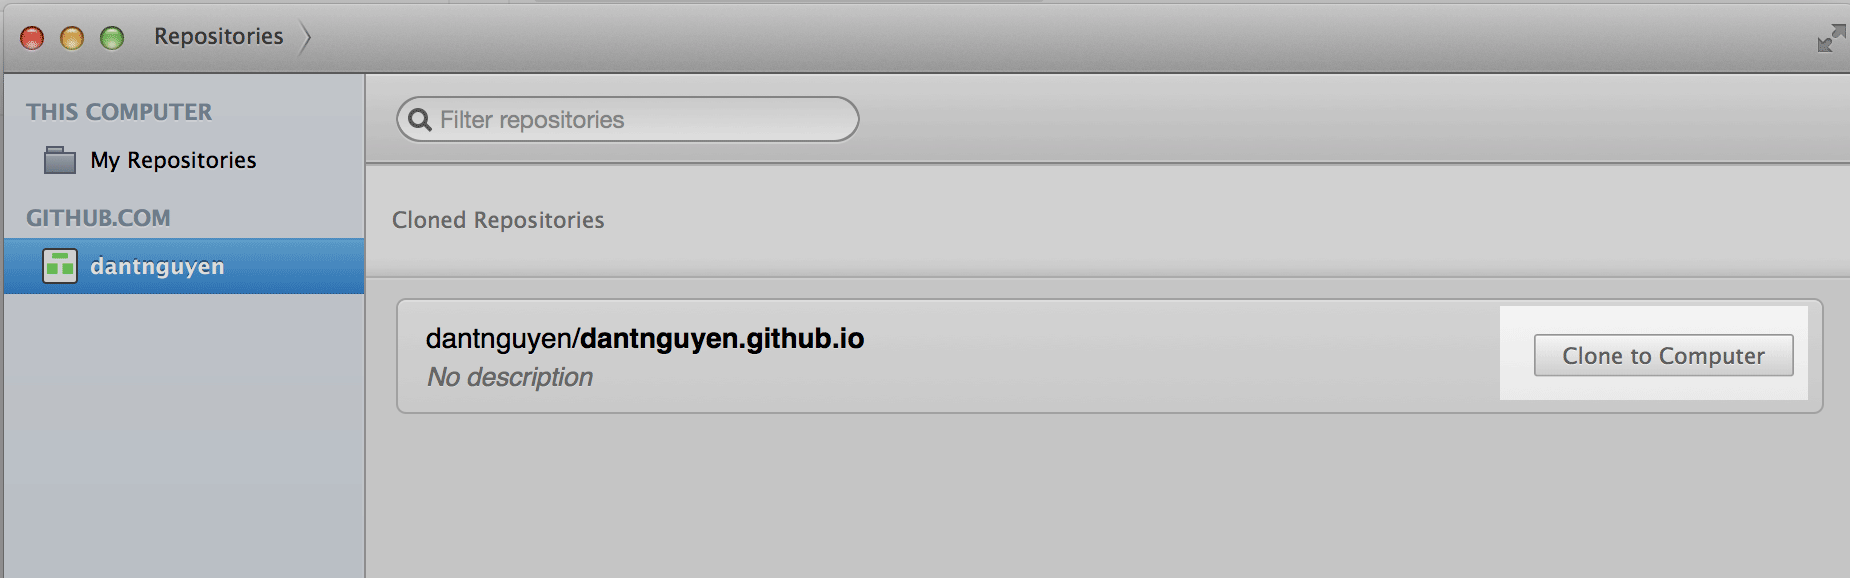 Repositories
THIS COMPUTER
My Repositories
GITHUB.COM
dantnguyen
Filter repositories
Cloned Repositories
dantnguyen/dantnguyen.github.io
No description
Clone to Computer